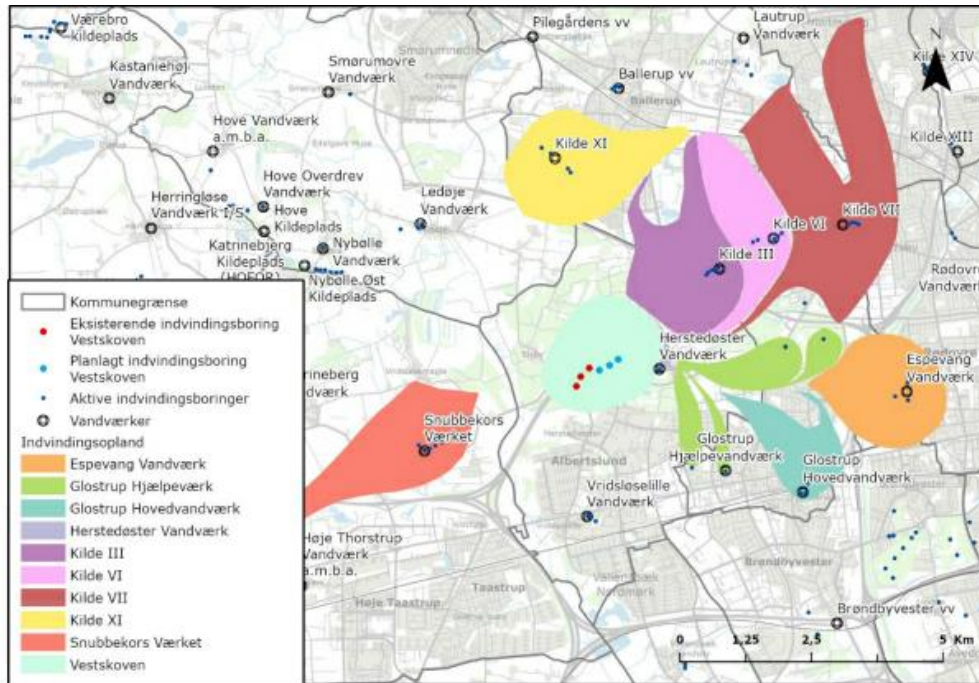 Værebro
kildeplads
Kastaniehøj
Vandværk
Smørumovre
Vandværk
Pilegårdens vv
Lautrup
Vandværk
N
Kilde XIV
Ballerup vv
Ballerup
Hove Vandværk
a.m.b.a.
Kilde XI
Kilde XIII
Herringløse
Vandværk I/S
Hove Overdrev
Vandværk
Hove
Kildeplads
Ledøje
Vandværk
Kilde VI
Kilde VII
Katrinebjerg
Kildeplads
(HOFOR)
Nybølle
Vandværk
Nybølle Øst
Kildeplads
Kilde III
Rødovre
Vandværk
Herstedøster
Vandværk
Espevang
Vandværk
Snubbekors
Værket
Albertslund
Glostrup
Hjælpevandværk
Glostrup
Hovedvandværk
Vridsløselille
Vandværk
Høje Thorstrup
Vandværk
a.m.b.a.
Taastrup
Høje Taastrup
Vallensbæk
Nordmark
Brøndbyvester
Brøndbyvester vv
Kommunegrænse
Eksisterende indvindingsboring
Vestskoven
Planlagt indvindingsboring
Vestskoven
Aktive indvindingsboringer
Vandværker
Indvindingsopland
Espevang Vandværk
Glostrup Hjælpeværk
Glostrup Hovedvandværk
Herstedøster Vandværk
Kilde III
Kilde VI
Kilde VII
Kilde XI
Snubbekors Værket
Vestskoven
0 1,25 2,5 5 Km